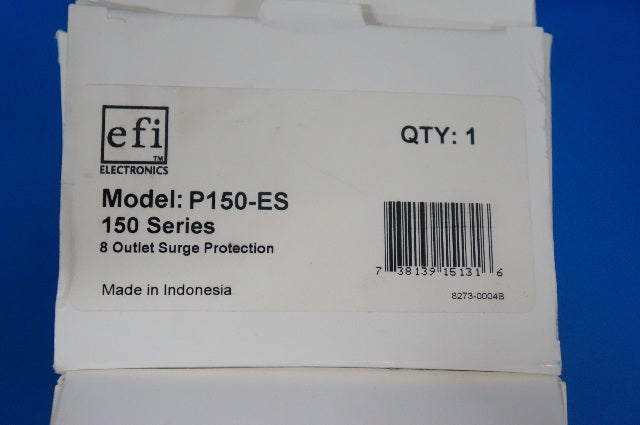 efi
TM
ELECTRONICS
QTY: 1
Model: P150-ES
150 Series
8 Outlet Surge Protection
Made in Indonesia
7 38139 15131 6
8273-0004B